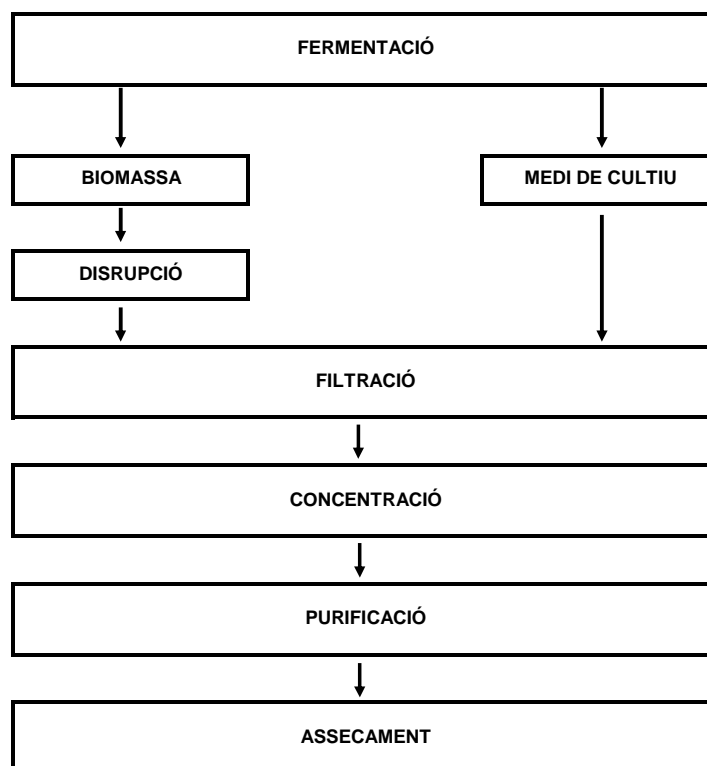 FERMENTACIÓ
BIOMASSA
MEDI DE CULTIU
DISRUPCIÓ
FILTRACIÓ
CONCENTRACIÓ
PURIFICACIÓ
ASSECAMENT